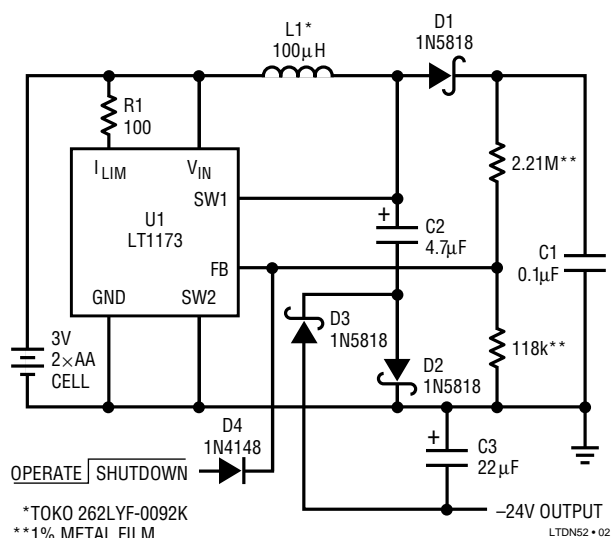 L1*
100µH
D1
1N5818
R1
100
I LIM
V IN
SW1
2.21M**
U1
LT1173
C2
4.7µF
+
FB
C1
0.1µF
GND
SW2
D3
1N5818
3V
2×AA
CELL
D2
1N5818
118k**
D4
1N4148
+
C3
22µF
OPERATE SHUTDOWN
*TOKO 262LYF-0092K
**1% METAL FILM
–24V OUTPUT
LTDN52 • 02